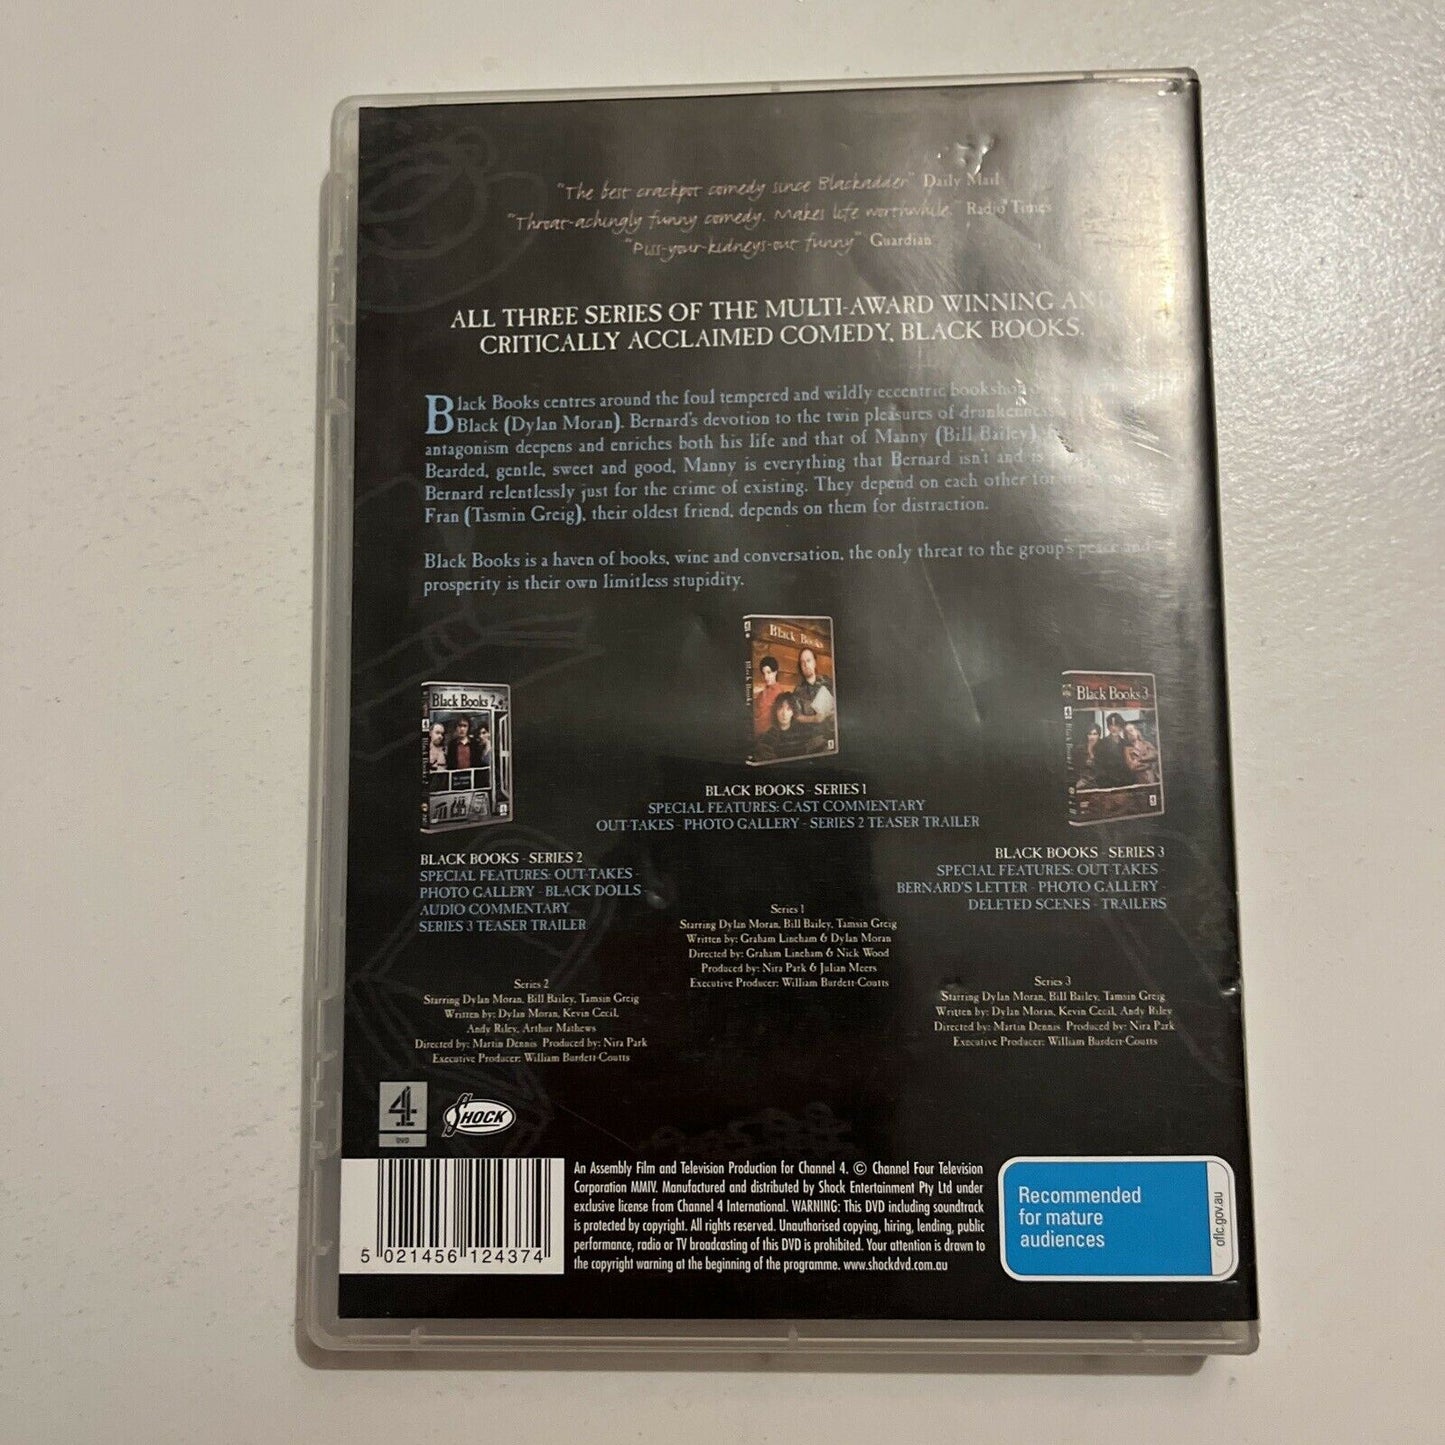 "The best crackpot comedy since Blackadder" Daily Mail
"Throat-achingly funny comedy. Makes life worthwhile." Radio Times
"Piss-your-kidneys-out funny" Guardian
ALL THREE SERIES OF THE MULTI-AWARD WINNING AND
CRITICALLY ACCLAIMED COMEDY, BLACK BOOKS.
Black Books centres around the foul tempered and wildly eccentric
Black (Dylan Moran). Bernard's devotion to the twin pleasures of drunkenness
antagonism deepens and enriches both his life and that of Manny (Bill Bailey)
Bearded, gentle, sweet and good, Manny is everything that Bernard isn't and is
Bernard relentlessly just for the crime of existing. They depend on each other for
Fran (Tasmin Greig), their oldest friend, depends on them for distraction.
Black Books is a haven of books, wine and conversation, the only threat to the group's peace and
prosperity is their own limitless stupidity.
Black Books
Black Books
Black Books 2
Black Books 2
Black Books 3
BLACK BOOKS - SERIES 1
SPECIAL FEATURES: CAST COMMENTARY
OUT-TAKES - PHOTO GALLERY - SERIES 2 TEASER TRAILER
BLACK BOOKS - SERIES 2
SPECIAL FEATURES: OUT-TAKES -
PHOTO GALLERY - BLACK DOLLS -
AUDIO COMMENTARY
SERIES 3 TEASER TRAILER
BLACK BOOKS - SERIES 3
SPECIAL FEATURES: OUT-TAKES -
BERNARD'S LETTER - PHOTO GALLERY -
DELETED SCENES - TRAILERS
Series 1
Starring Dylan Moran, Bill Bailey, Tamsin Greig
Written by: Graham Lineham & Dylan Moran
Directed by: Graham Lineham & Nick Wood
Produced by: Nira Park & Julian Meers
Executive Producer: William Burdett-Coutts
Series 2
Starring Dylan Moran, Bill Bailey, Tamsin Greig
Written by: Dylan Moran, Kevin Cecil,
Andy Riley, Arthur Mathews
Directed by: Martin Dennis Produced by: Nira Park
Executive Producer: William Burdett-Coutts
Series 3
Starring Dylan Moran, Bill Bailey, Tamsin Greig
Written by: Dylan Moran, Kevin Cecil, Andy Riley
Directed by: Martin Dennis Produced by: Nira Park
Executive Producer: William Burdett-Coutts
4
DVD
SHOCK
An Assembly Film and Television Production for Channel 4. © Channel Four Television
Corporation MMIV. Manufactured and distributed by Shock Entertainment Pty Ltd under
exclusive license from Channel 4 International. WARNING: This DVD including soundtrack
is protected by copyright. All rights reserved. Unauthorised copying, hiring, lending, public
performance, radio or TV broadcasting of this DVD is prohibited. Your attention is drawn to
the copyright warning at the beginning of the programme. www.shockdvd.com.au
5 021456 124374
Recommended
for mature
audiences
oflc.gov.au